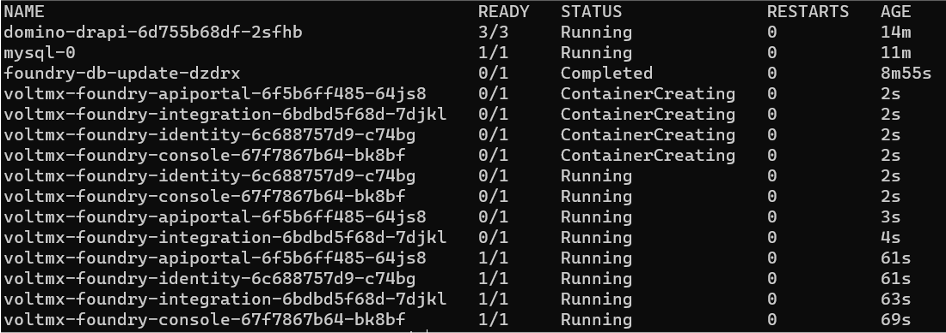 NAME READY STATUS RESTARTS AGE
domino-drapi-6d755b68df-2sfhb 3/3 Running 0 14m
mysql-0 1/1 Running 0 11m
foundry-db-update-dzdrx 0/1 Completed 0 8m55s
voltmx-foundry-apiportal-6f5b6ff485-64js8 0/1 ContainerCreating 0 2s
voltmx-foundry-integration-6bdbd5f68d-7djkl 0/1 ContainerCreating 0 2s
voltmx-foundry-identity-6c688757d9-c74bg 0/1 ContainerCreating 0 2s
voltmx-foundry-console-67f7867b64-bk8bf 0/1 ContainerCreating 0 2s
voltmx-foundry-identity-6c688757d9-c74bg 0/1 Running 0 2s
voltmx-foundry-console-67f7867b64-bk8bf 0/1 Running 0 2s
voltmx-foundry-apiportal-6f5b6ff485-64js8 0/1 Running 0 3s
voltmx-foundry-integration-6bdbd5f68d-7djkl 0/1 Running 0 4s
voltmx-foundry-apiportal-6f5b6ff485-64js8 1/1 Running 0 61s
voltmx-foundry-identity-6c688757d9-c74bg 1/1 Running 0 61s
voltmx-foundry-integration-6bdbd5f68d-7djkl 1/1 Running 0 63s
voltmx-foundry-console-67f7867b64-bk8bf 1/1 Running 0 69s